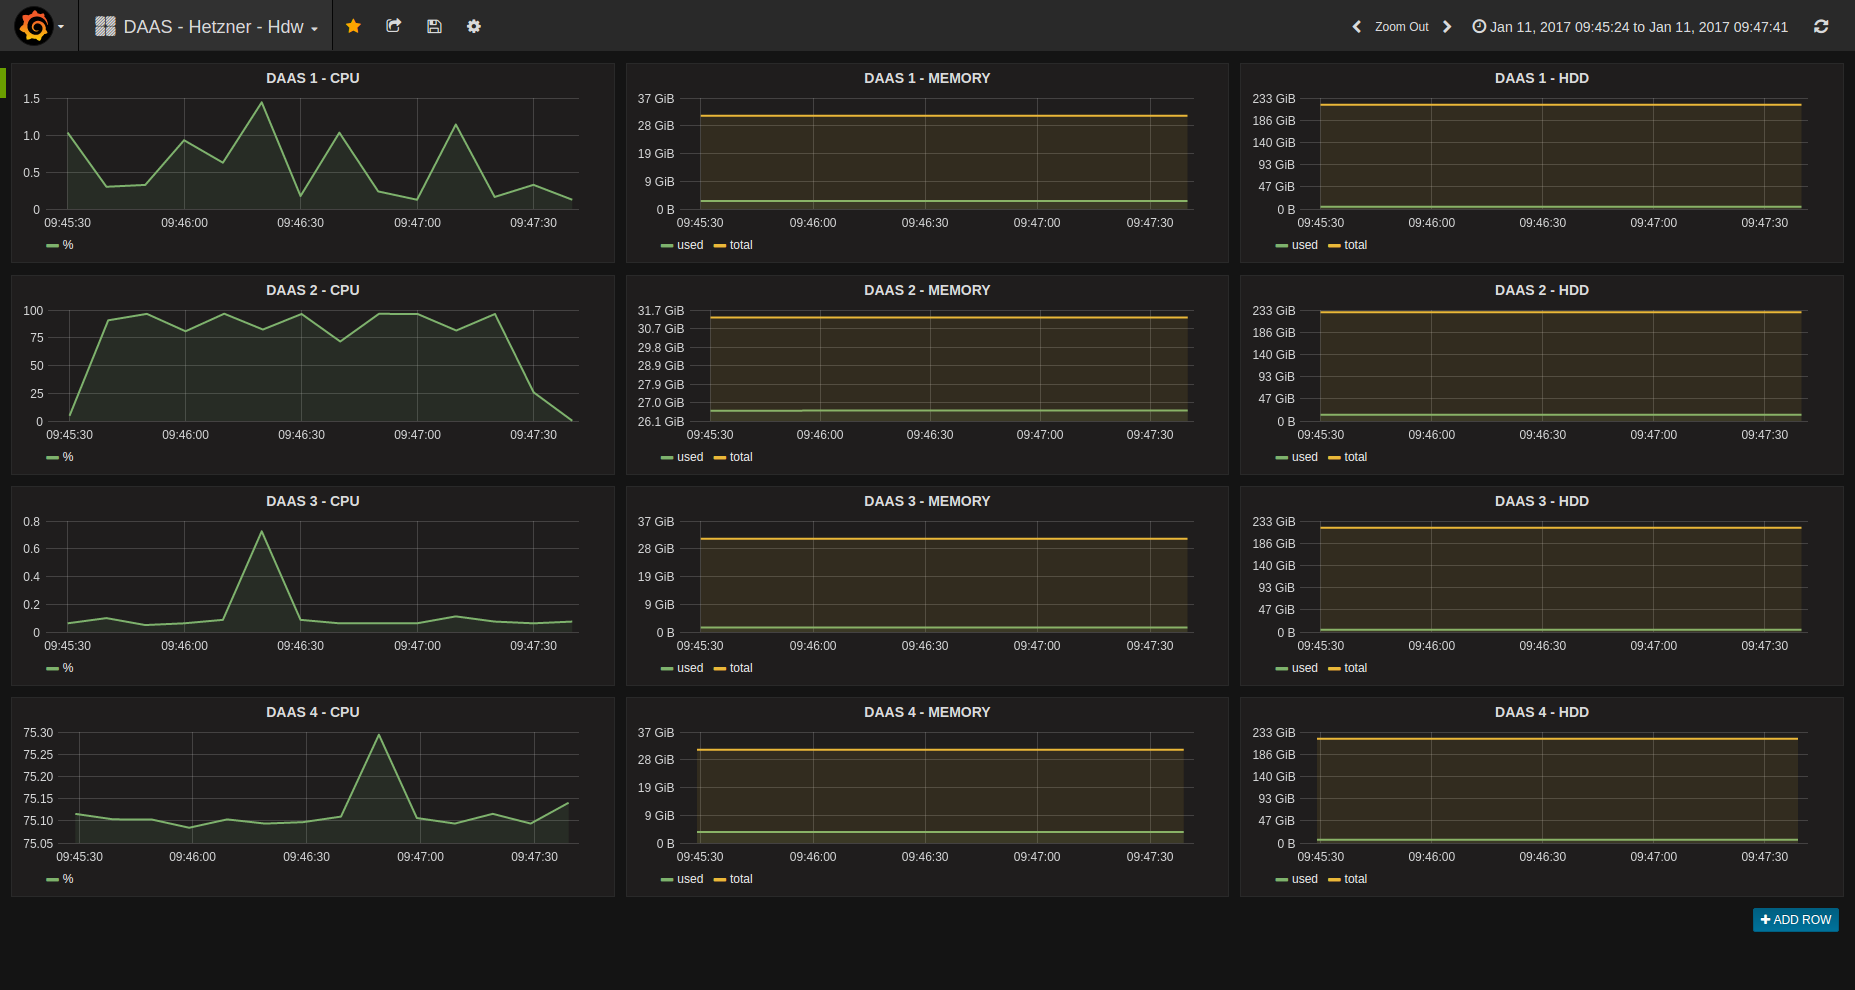 DAAS - Hetzner - Hdw
Zoom Out
Jan 11, 2017 09:45:24 to Jan 11, 2017 09:47:41
DAAS 1 - CPU
1.5
1.0
0.5
0
09:45:30 09:46:00 09:46:30 09:47:00 09:47:30
%
DAAS 1 - MEMORY
37 GiB
28 GiB
19 GiB
9 GiB
0 B
09:45:30 09:46:00 09:46:30 09:47:00 09:47:30
used total
DAAS 1 - HDD
233 GiB
186 GiB
140 GiB
93 GiB
47 GiB
0 B
09:45:30 09:46:00 09:46:30 09:47:00 09:47:30
used total
DAAS 2 - CPU
100
75
50
25
0
09:45:30 09:46:00 09:46:30 09:47:00 09:47:30
%
DAAS 2 - MEMORY
31.7 GiB
30.7 GiB
29.8 GiB
28.9 GiB
27.9 GiB
27.0 GiB
26.1 GiB
09:45:30 09:46:00 09:46:30 09:47:00 09:47:30
used total
DAAS 2 - HDD
233 GiB
186 GiB
140 GiB
93 GiB
47 GiB
0 B
09:45:30 09:46:00 09:46:30 09:47:00 09:47:30
used total
DAAS 3 - CPU
0.8
0.6
0.4
0.2
0
09:45:30 09:46:00 09:46:30 09:47:00 09:47:30
%
DAAS 3 - MEMORY
37 GiB
28 GiB
19 GiB
9 GiB
0 B
09:45:30 09:46:00 09:46:30 09:47:00 09:47:30
used total
DAAS 3 - HDD
233 GiB
186 GiB
140 GiB
93 GiB
47 GiB
0 B
09:45:30 09:46:00 09:46:30 09:47:00 09:47:30
used total
DAAS 4 - CPU
75.30
75.25
75.20
75.15
75.10
75.05
09:45:30 09:46:00 09:46:30 09:47:00 09:47:30
%
DAAS 4 - MEMORY
37 GiB
28 GiB
19 GiB
9 GiB
0 B
09:45:30 09:46:00 09:46:30 09:47:00 09:47:30
used total
DAAS 4 - HDD
233 GiB
186 GiB
140 GiB
93 GiB
47 GiB
0 B
09:45:30 09:46:00 09:46:30 09:47:00 09:47:30
used total
ADD ROW